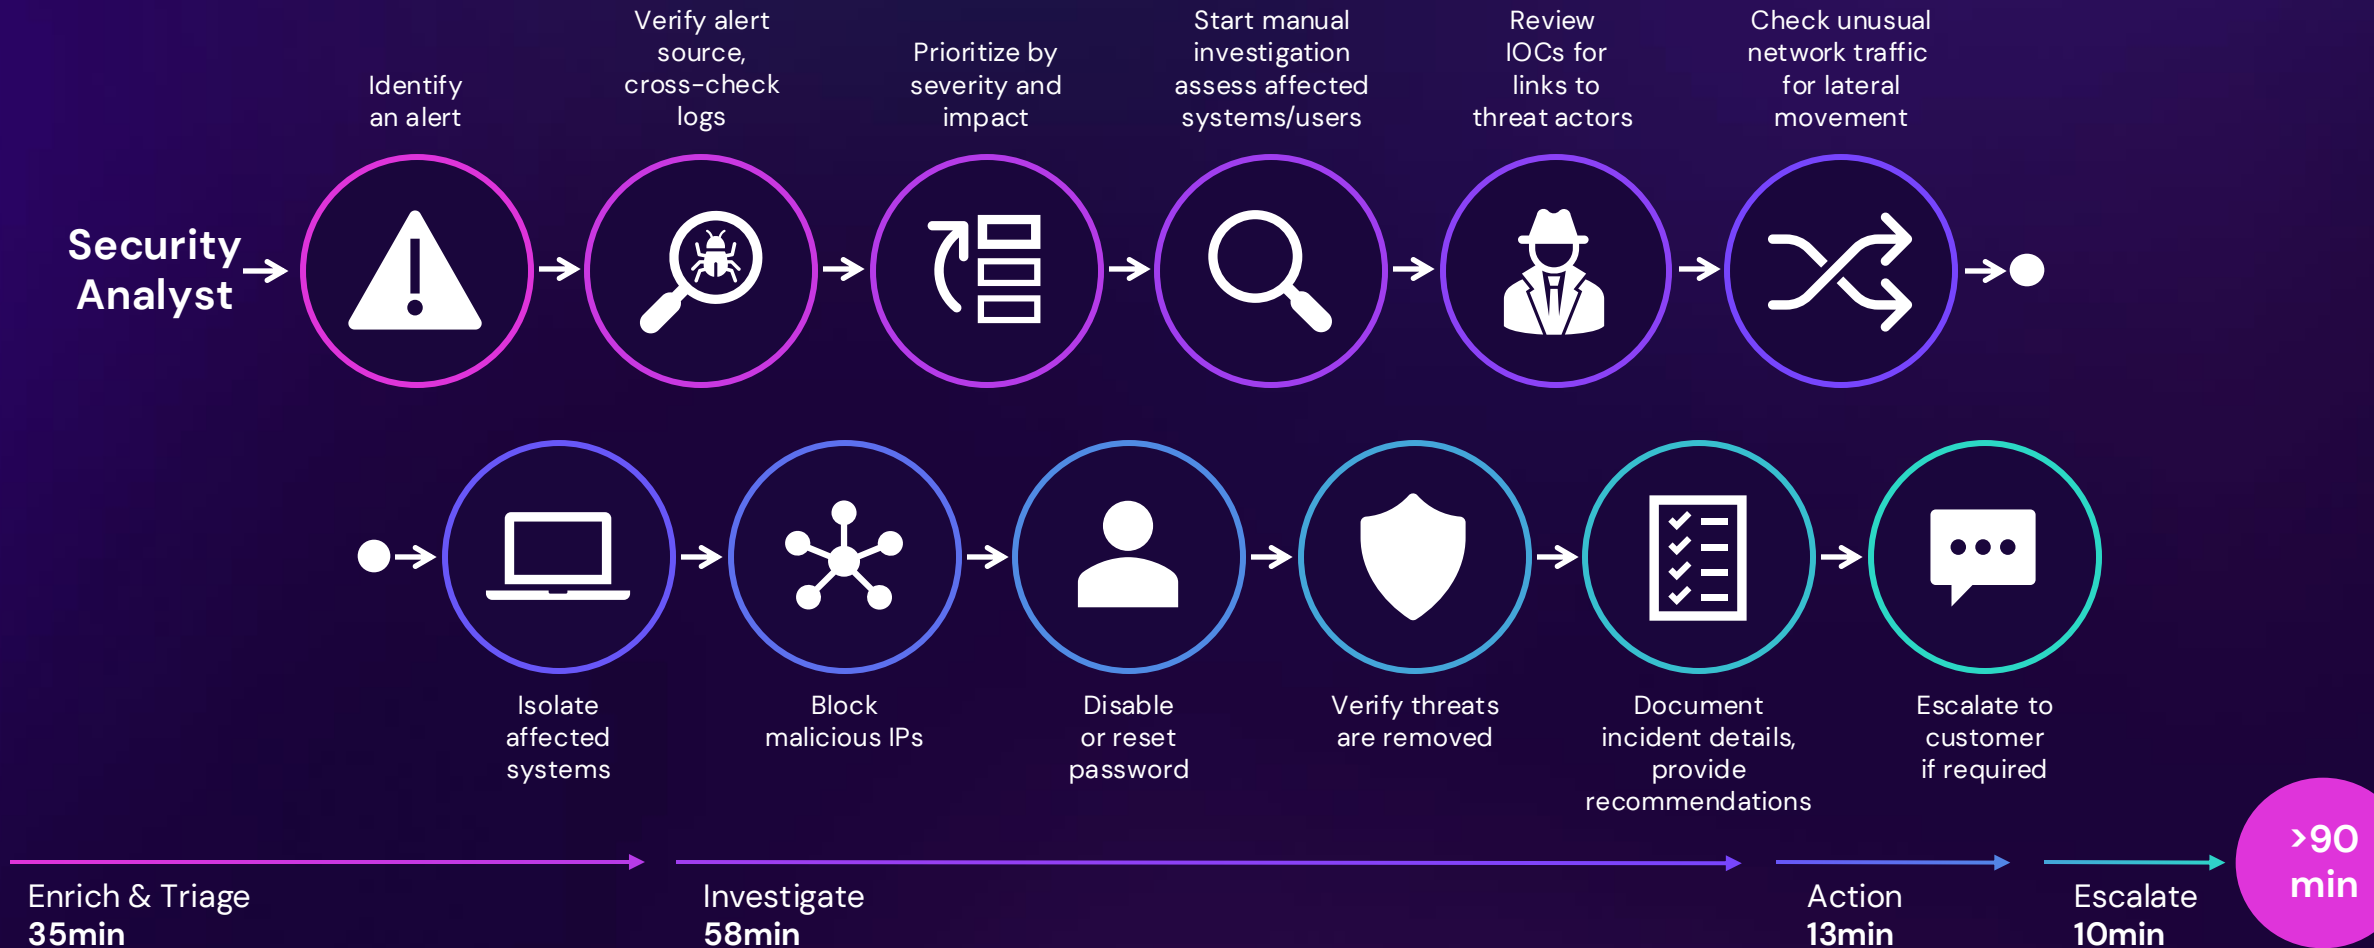 Identify
an alert
Verify alert
source,
cross-check
logs
Prioritize by
severity and
impact
Start manual
investigation
assess affected
systems/users
Review
IOCs for
links to
threat actors
Check unusual
network traffic
for lateral
movement
Security
Analyst
Isolate
affected
systems
Block
malicious IPs
Disable
or reset
password
Verify threats
are removed
Document
incident details,
provide
recommendations
Escalate to
customer
if required
Enrich & Triage
35min
Investigate
58min
Action
13min
Escalate
10min
>90
min